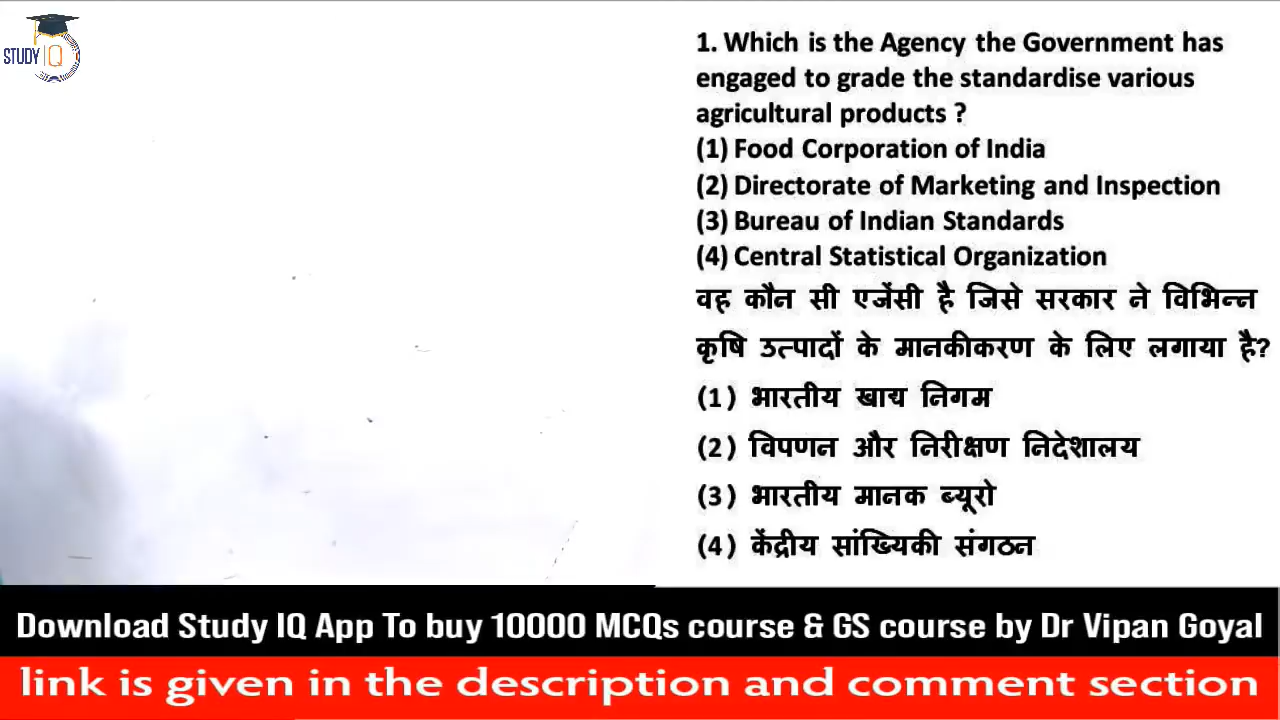 STUDY IQ
1. Which is the Agency the Government has
engaged to grade the standardise various
agricultural products ?
(1) Food Corporation of India
(2) Directorate of Marketing and Inspection
(3) Bureau of Indian Standards
(4) Central Statistical Organization
वह कौन सी एजेंसी है जिसे सरकार ने विभिन्न
कृषि उत्पादों के मानकीकरण के लिए लगाया है?
(1) भारतीय खाद्य निगम
(2) विपणन और निरीक्षण निदेशालय
(3) भारतीय मानक ब्यूरो
(4) केंद्रीय सांख्यिकी संगठन
Download Study IQ App To buy 10000 MCQs course & GS course by Dr Vipan Goyal
link is given in the description and comment section